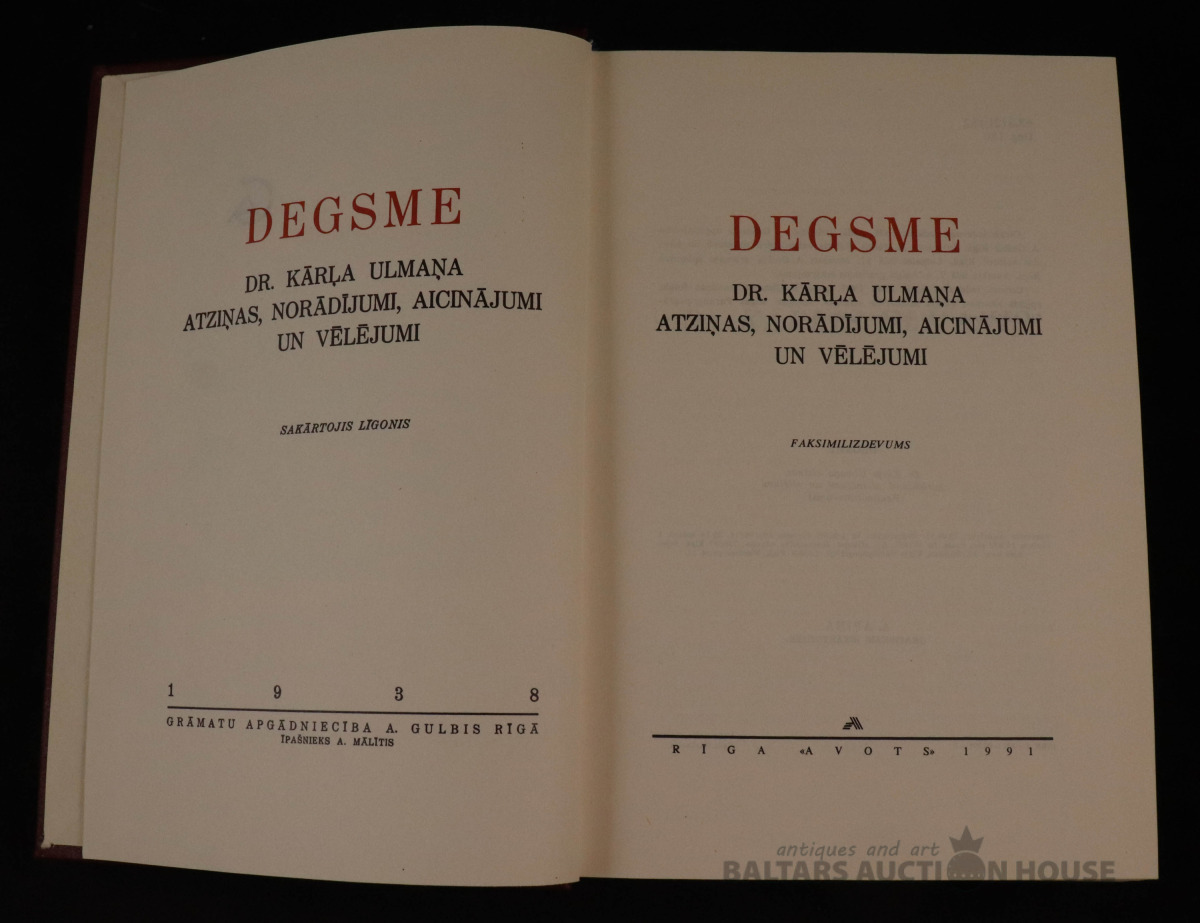 DEGSME
DR. KĀRĻA ULMAŅA
ATZIŅAS, NORĀDĪJUMI, AICINĀJUMI
UN VĒLĒJUMI
SAKĀRTOJIS LĪGONIS
1 9 3 8
GRĀMATU APGĀDNIECĪBA A. GULBIS RĪGĀ
ĪPAŠNIEKS A. MĀLĪTIS
DEGSME
DR. KĀRĻA ULMAŅA
ATZIŅAS, NORĀDĪJUMI, AICINĀJUMI
UN VĒLĒJUMI
FAKSIMILIZDEVUMS
RĪGA «AVOTS» 1991
antiques and art
BALTARS AUCTION HOUSE